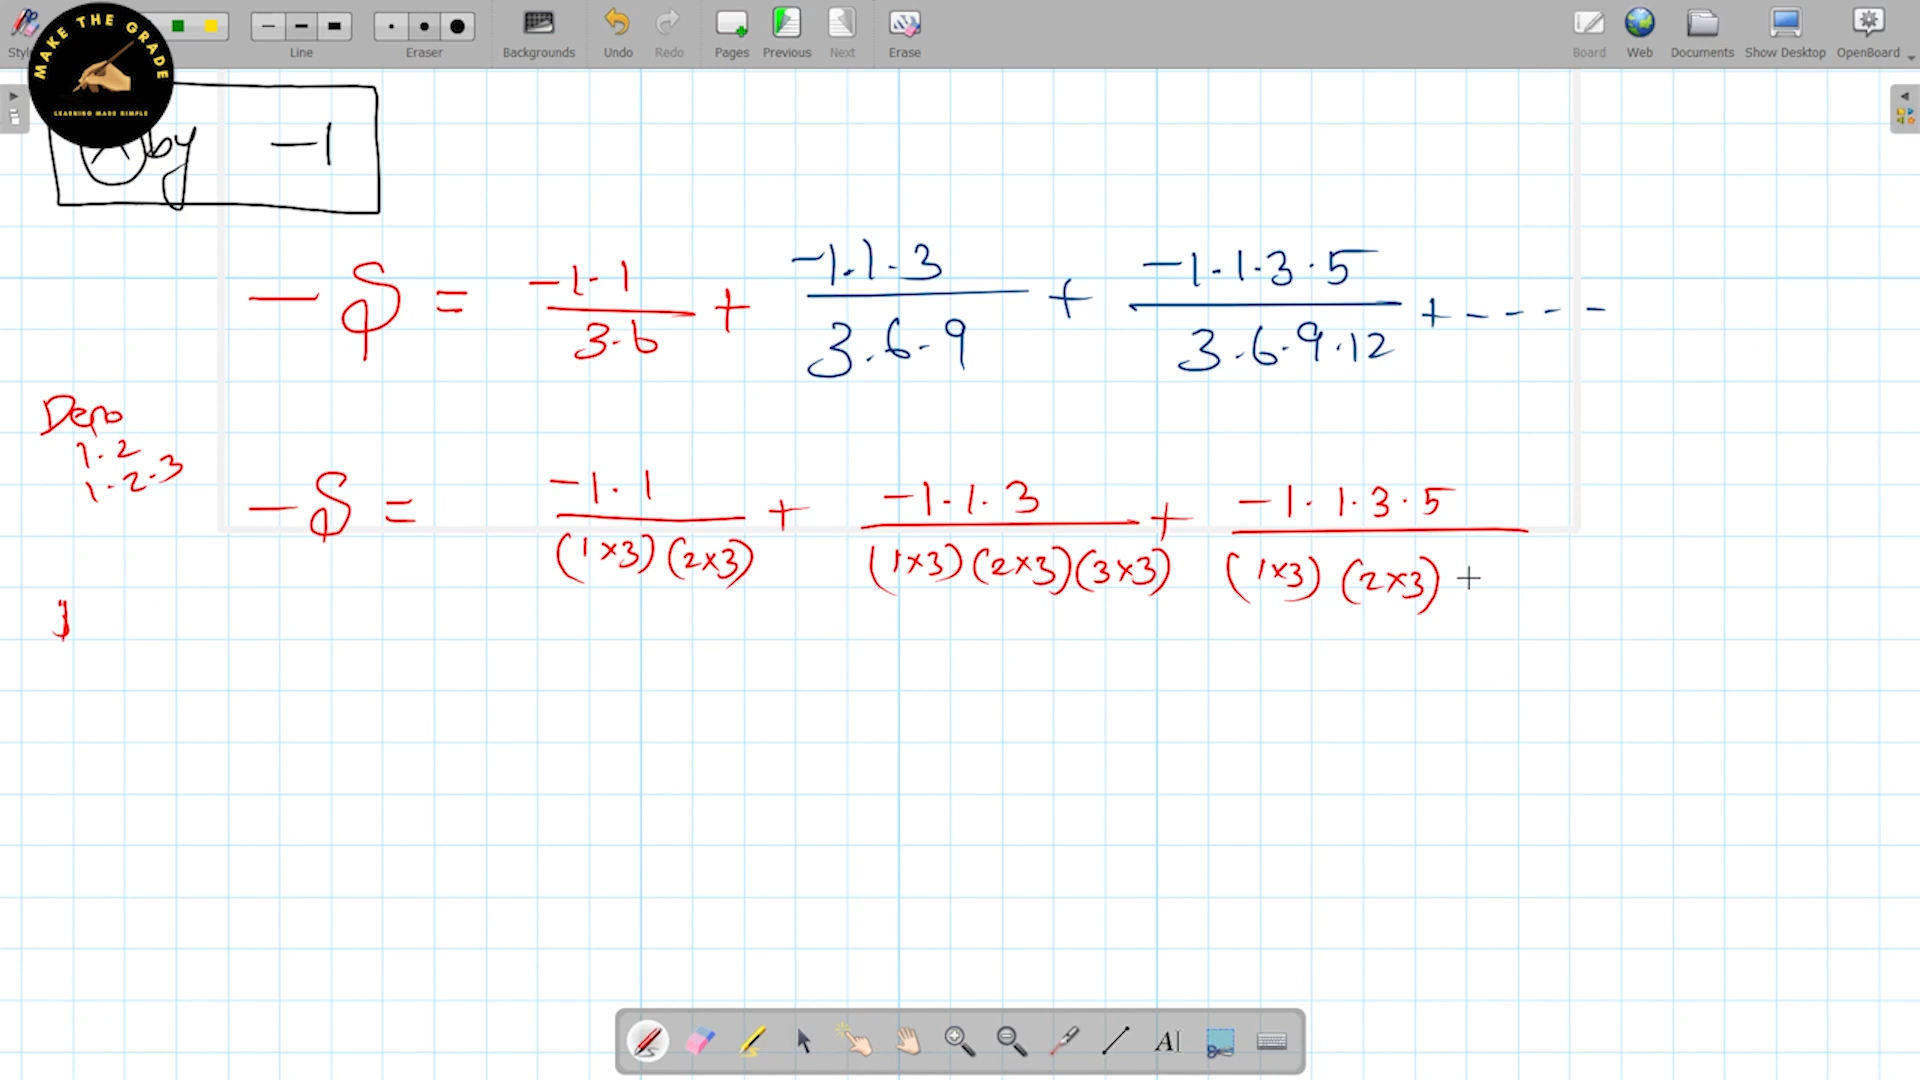 Style
Line
Eraser
Backgrounds
Undo
Redo
Pages
Previous
Next
Erase
Board
Web
Documents
Show Desktop
OpenBoard
MAKE THE GRADE
LEARNING MADE SIMPLE
by -1
-S = -1·1/3·6 + -1·1·3/3·6·9 + -1·1·3·5/3·6·9·12 + -----
1·2
1·2·3
-S = -1·1/(1×3)(2×3) + -1·1·3/(1×3)(2×3)(3×3) + -1·1·3·5/(1×3)(2×3)